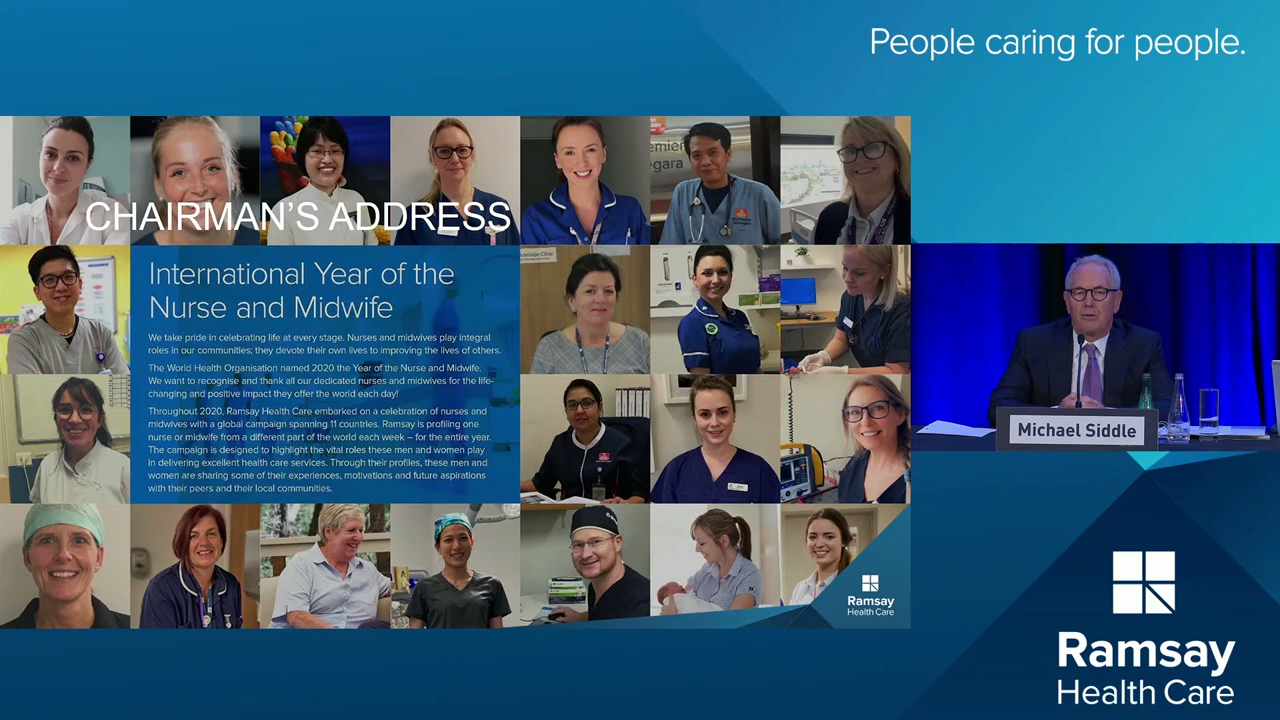 People caring for people.
CHAIRMAN'S ADDRESS
International Year of the
Nurse and Midwife
We take pride in celebrating life at every stage. Nurses and midwives play integral
roles in our communities; they devote their own lives to improving the lives of others.
The World Health Organisation named 2020 the Year of the Nurse and Midwife.
We want to recognise and thank all our dedicated nurses and midwives for the life-
changing and positive impact they offer the world each day!
Throughout 2020, Ramsay Health Care embarked on a celebration of nurses and
midwives with a global campaign spanning 11 countries. Ramsay is profiling one
nurse or midwife from a different part of the world each week – for the entire year.
The campaign is designed to highlight the vital roles these men and women play
in delivering excellent health care services. Through their profiles, these men and
women are sharing some of their experiences, motivations and future aspirations
with their peers and their local communities.
Michael Siddle
Ramsay
Health Care
Ramsay
Health Care